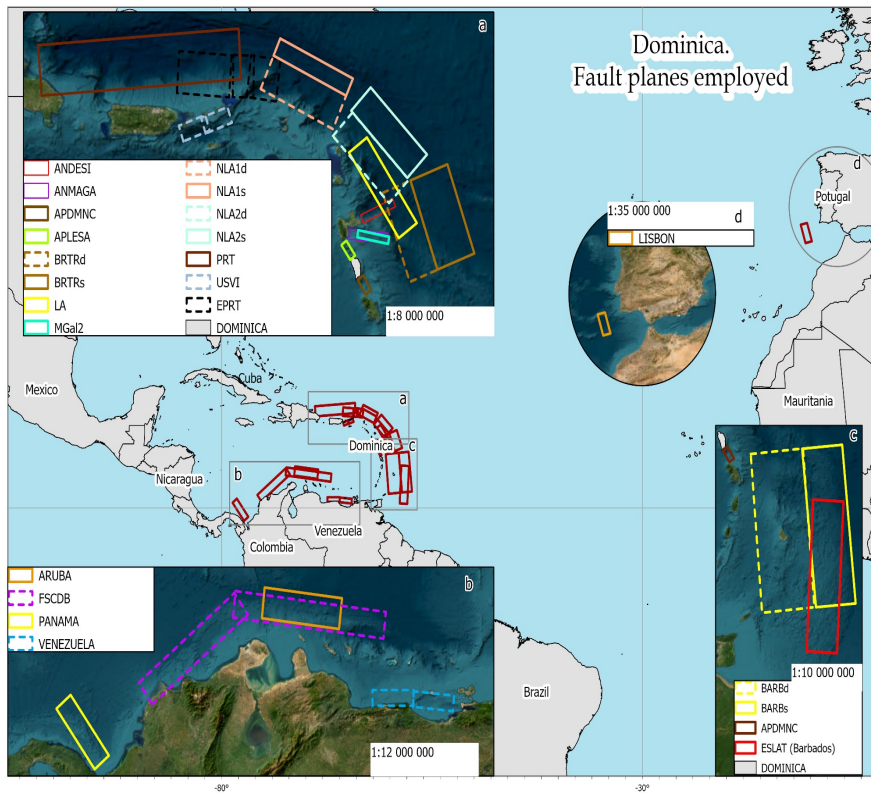 Dominica.
Fault planes employed
a
ANDESI
ANMAGA
APDMNC
APLESA
BRTRd
BRTRs
LA
MGal2
NLA1d
NLA1s
NLA2d
NLA2s
PRT
USVI
EPRT
DOMINICA
1:8 000 000
d
Potugal
1:35 000 000
d
LISBON
Mexico
Cuba
a
Dominica
C
Nicaragua
b
Venezuela
Colombia
Mauritania
Brazil
ARUBA
FSCDB
PANAMA
VENEZUELA
b
1:12 000 000
C
1:10 000 000
BARBd
BARBs
APDMNC
ESLAT (Barbados)
DOMINICA
-80°
-30°